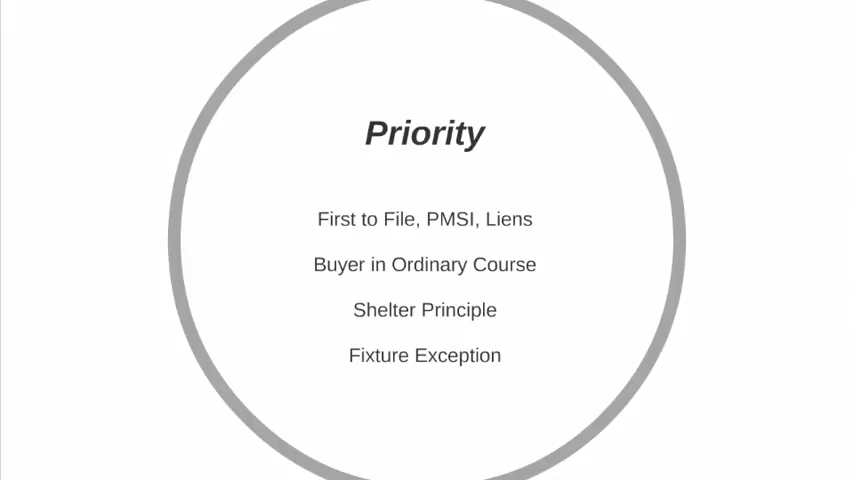 Priority
First to File, PMSI, Liens
Buyer in Ordinary Course
Shelter Principle
Fixture Exception